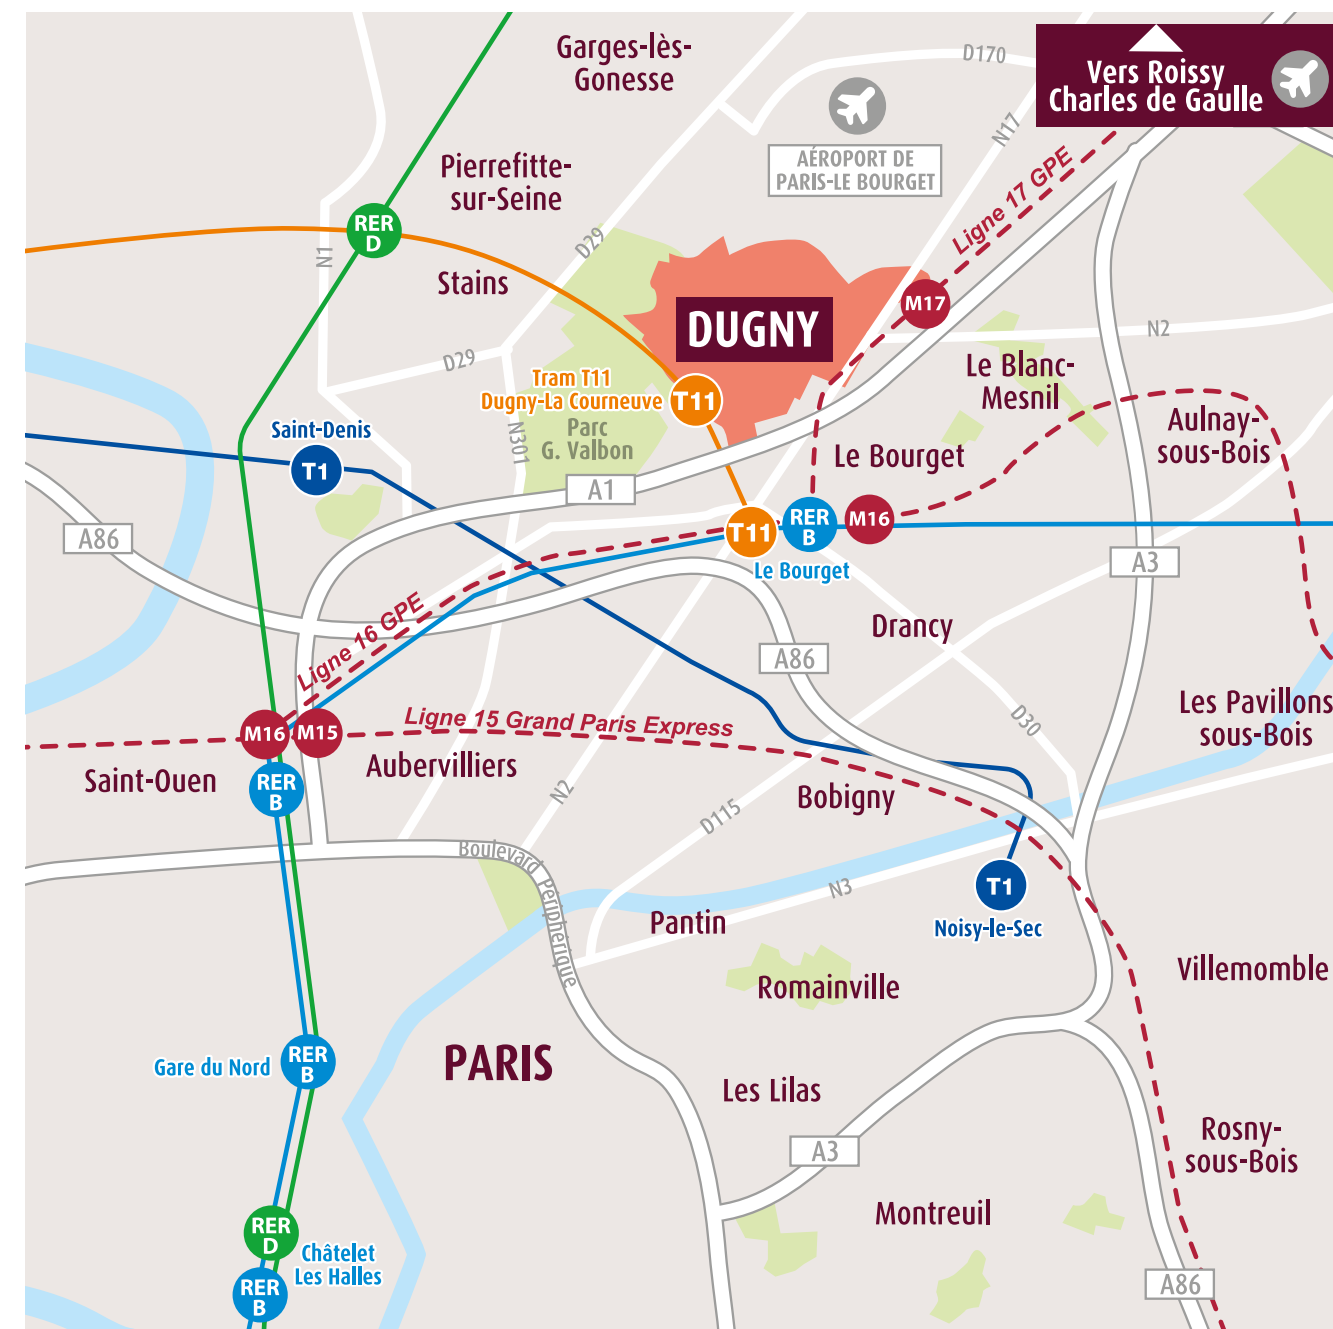 Garges-lès-
Gonesse
D170
Vers Roissy
Charles de Gaulle
N17
AÉROPORT DE
PARIS-LE BOURGET
Ligne 17 GPE
Pierrefitte-
sur-Seine
RER
D
N1
D29
Stains
M17
DUGNY
N2
D29
Le Blanc-
Mesnil
Tram T11
Dugny-La Courneuve
T11
Parc
G. Valbon
N301
Aulnay-
sous-Bois
Saint-Denis
T1
Le Bourget
A1
A86
T11
RER
B
M16
Le Bourget
A3
Ligne 16 GPE
Drancy
A86
Les Pavillons
sous-Bois
D30
M16
M15
Ligne 15 Grand Paris Express
Saint-Ouen
RER
B
Aubervilliers
N2
D115
Bobigny
Boulevard Périphérique
T1
Noisy-le-Sec
N3
Pantin
Romainville
Villemomble
Gare du Nord
RER
B
PARIS
Les Lilas
A3
Rosny-
sous-Bois
Montreuil
RER
D
Châtelet
Les Halles
RER
B
A86